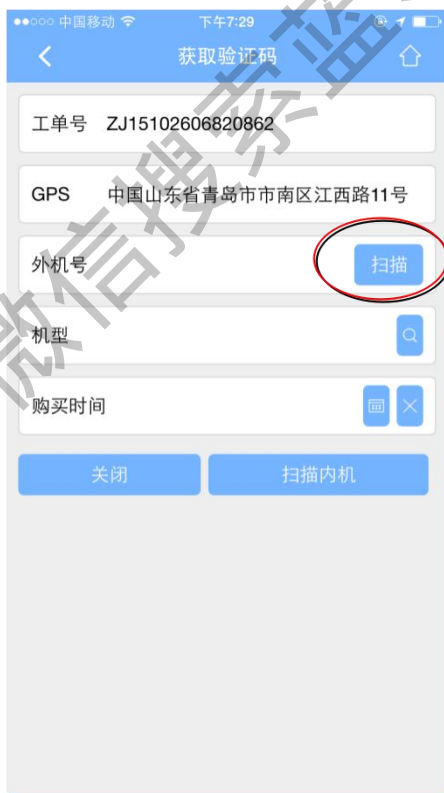 中国移动 下午7:29
获取验证码
工单号 ZJ15102606820862
GPS 中国山东省青岛市市南区江西路11号
外机号 扫描
机型
购买时间
关闭 扫描内机
微信搜索蓝